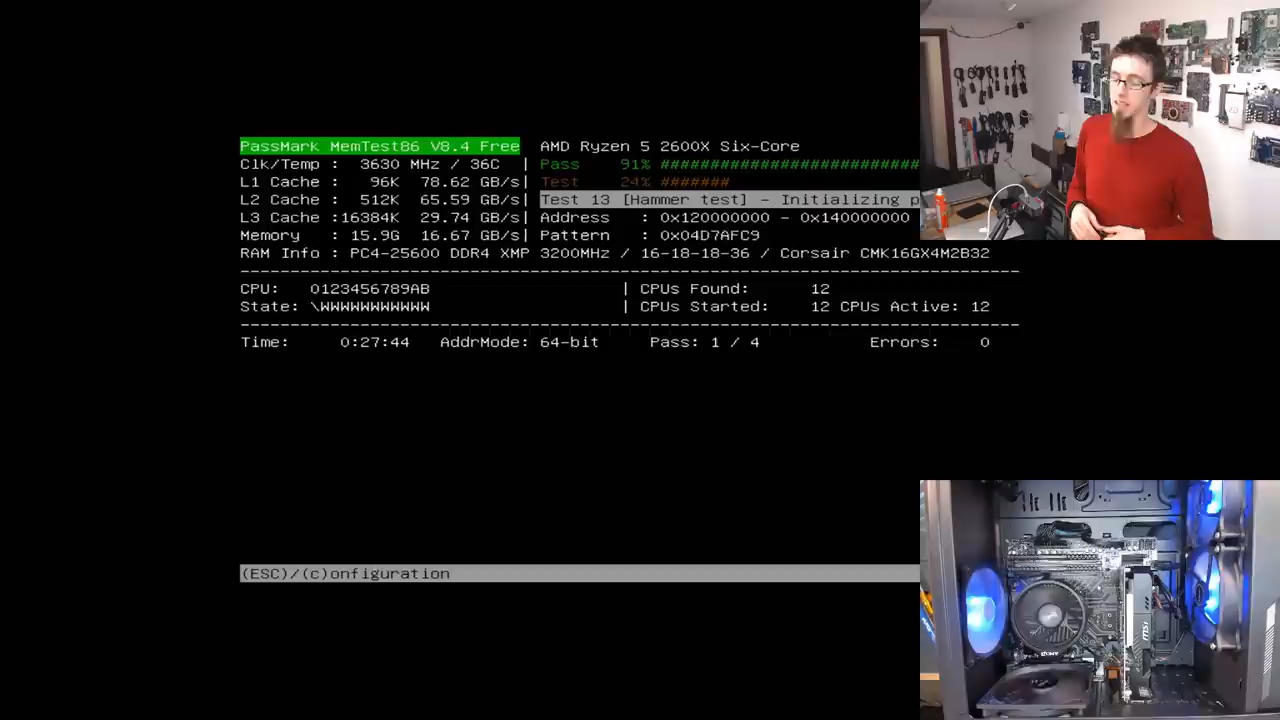 PassMark MemTest86 V8.4 Free AMD Ryzen 5 2600X Six-Core
Clk/Temp : 3630 MHz / 36C | Pass 91% ##########################
L1 Cache : 96K 78.62 GB/s| Test 24% #######
L2 Cache : 512K 65.59 GB/s| Test 13 [Hammer test] - Initializing p
L3 Cache :16384K 29.74 GB/s| Address : 0x120000000 - 0x140000000
Memory : 15.9G 16.67 GB/s| Pattern : 0x04D7AFC9
RAM Info : PC4-25600 DDR4 XMP 3200MHz / 16-18-18-36 / Corsair CMK16GX4M2B32
------------------------------------------------------------------------------
CPU: 0123456789AB | CPUs Found: 12
State: \WWWWWWWWWWW | CPUs Started: 12 CPUs Active: 12
------------------------------------------------------------------------------
Time: 0:27:44 AddrMode: 64-bit Pass: 1 / 4 Errors: 0
(ESC)/(c)onfiguration
msi